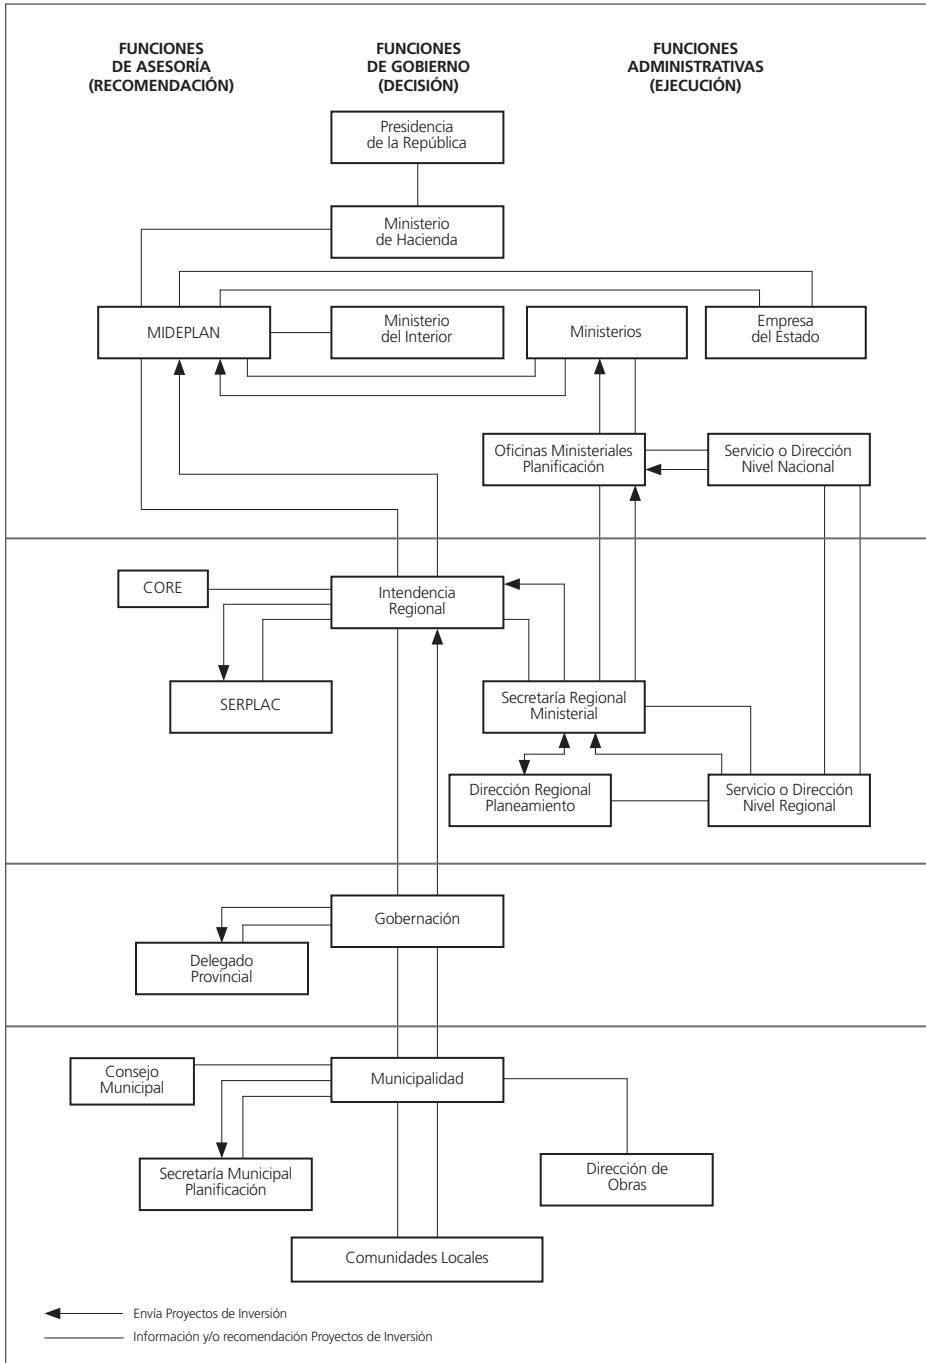 FUNCIONES
DE ASESORÍA
(RECOMENDACIÓN)
FUNCIONES
DE GOBIERNO
(DECISIÓN)
FUNCIONES
ADMINISTRATIVAS
(EJECUCIÓN)
Presidencia
de la República
Ministerio
de Hacienda
MIDEPLAN
Ministerio
del Interior
Ministerios
Empresa
del Estado
Oficinas Ministeriales
Planificación
Servicio o Dirección
Nivel Nacional
CORE
Intendencia
Regional
SERPLAC
Secretaría Regional
Ministerial
Dirección Regional
Planeamiento
Servicio o Dirección
Nivel Regional
Gobernación
Delegado
Provincial
Consejo
Municipal
Municipalidad
Secretaría Municipal
Planificación
Dirección de
Obras
Comunidades Locales
Envía Proyectos de Inversión
Información y/o recomendación Proyectos de Inversión